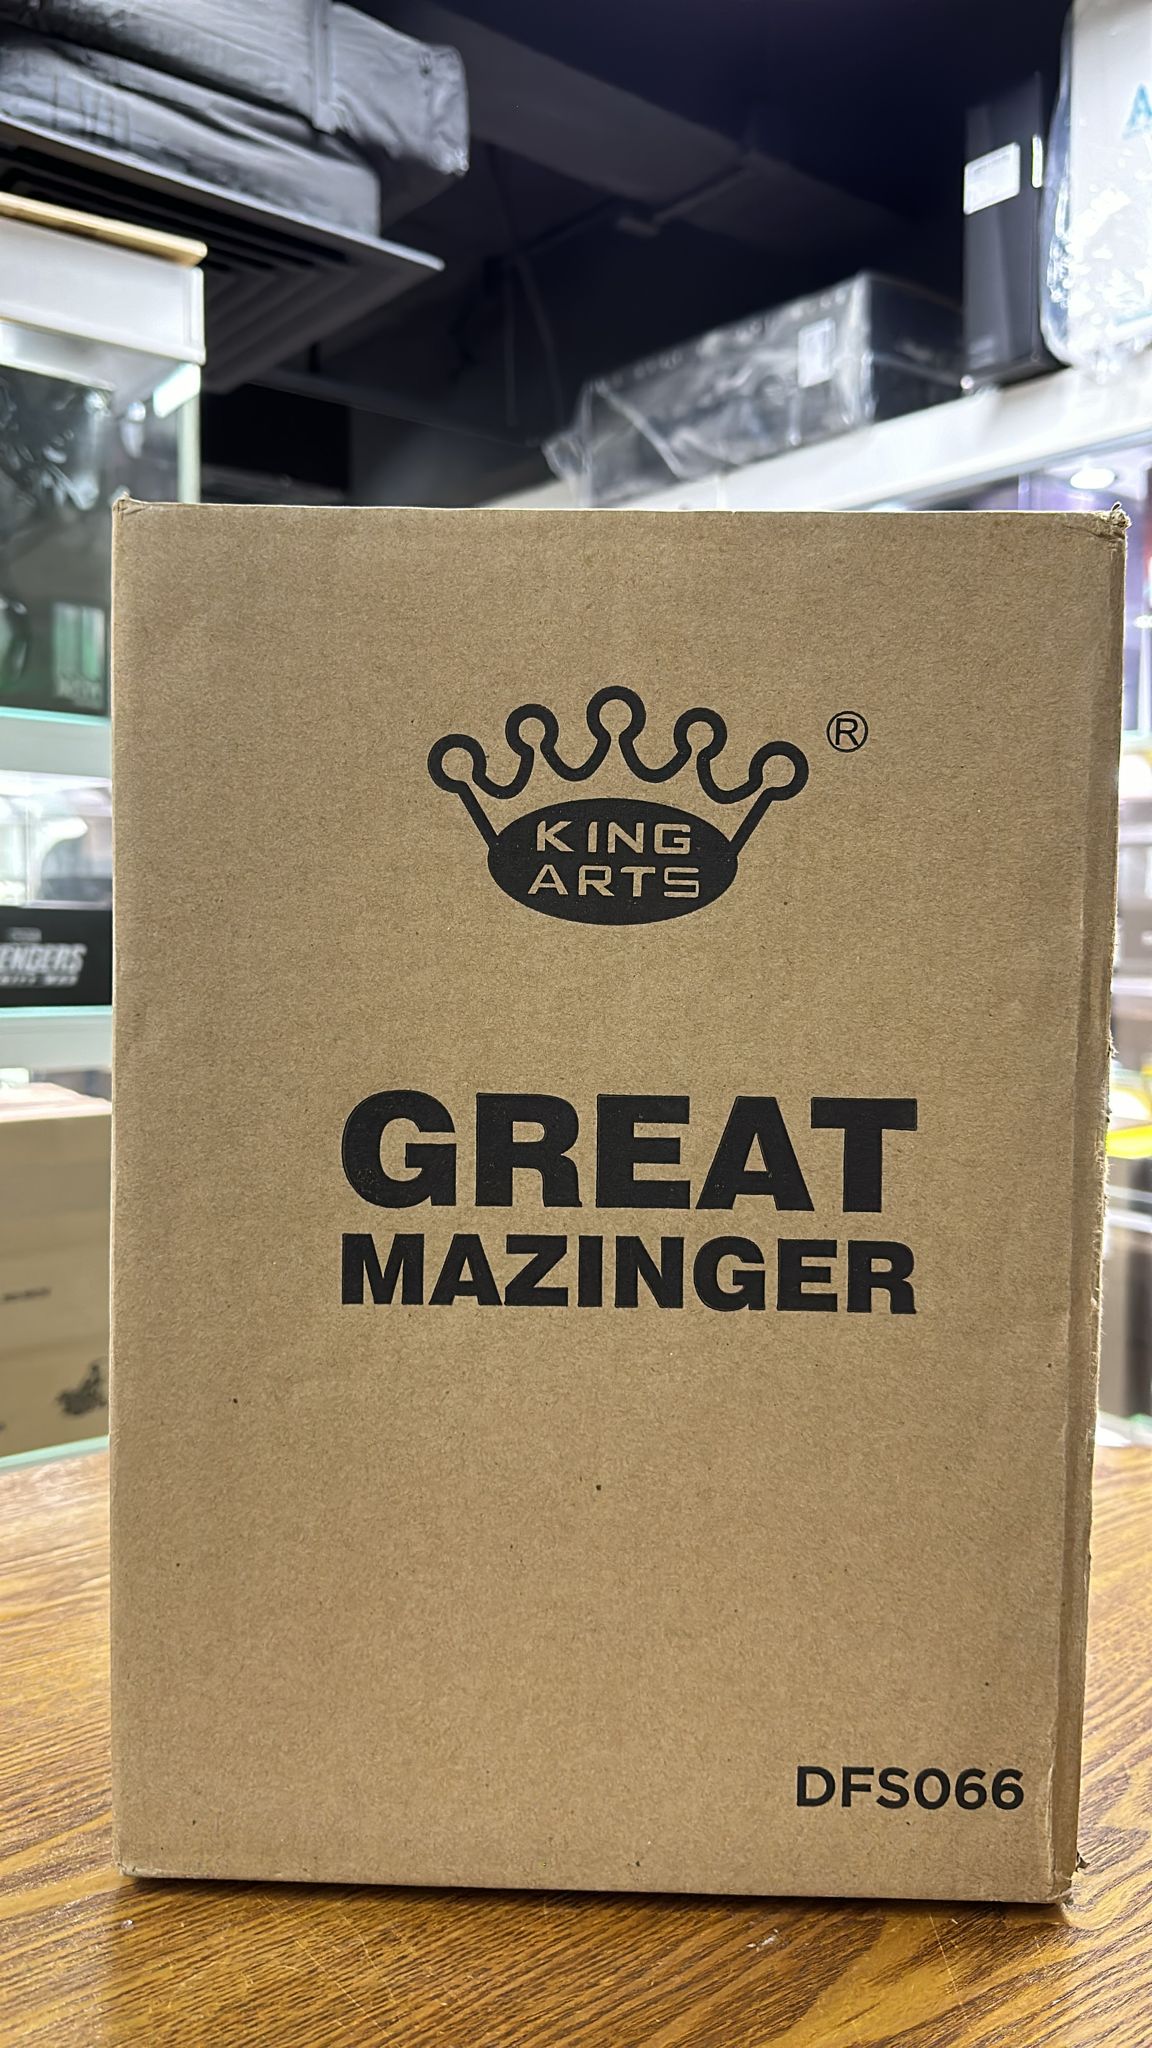 ®
KING
ARTS
GREAT
MAZINGER
DFS066